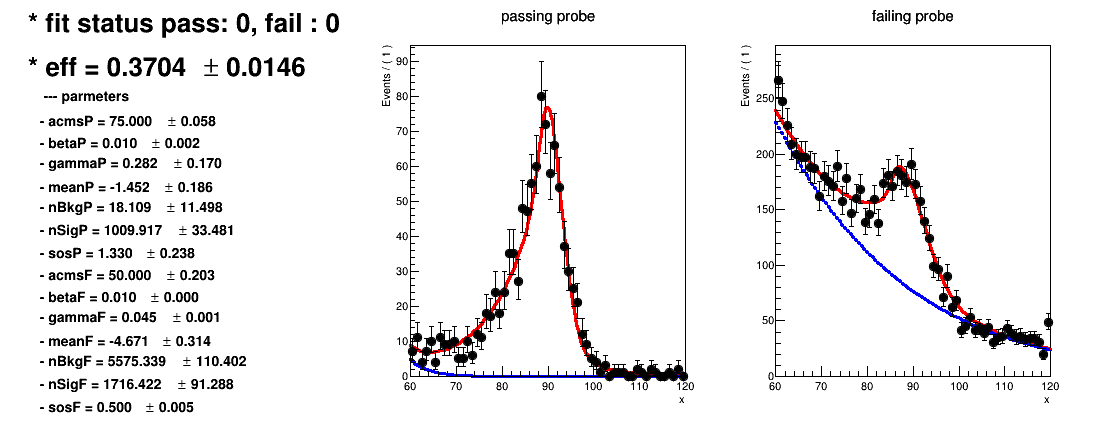 * fit status pass: 0, fail : 0
* eff = 0.3704 ± 0.0146
--- parmeters
- acmsP = 75.000 ± 0.058
- betaP = 0.010 ± 0.002
- gammaP = 0.282 ± 0.170
- meanP = -1.452 ± 0.186
- nBkgP = 18.109 ± 11.498
- nSigP = 1009.917 ± 33.481
- sosP = 1.330 ± 0.238
- acmsF = 50.000 ± 0.203
- betaF = 0.010 ± 0.000
- gammaF = 0.045 ± 0.001
- meanF = -4.671 ± 0.314
- nBkgF = 5575.339 ± 110.402
- nSigF = 1716.422 ± 91.288
- sosF = 0.500 ± 0.005
passing probe
Events / ( 1 )
90
80
70
60
50
40
30
20
10
0
60 70 80 90 100 110 120
x
failing probe
Events / ( 1 )
250
200
150
100
50
0
60 70 80 90 100 110 120
x